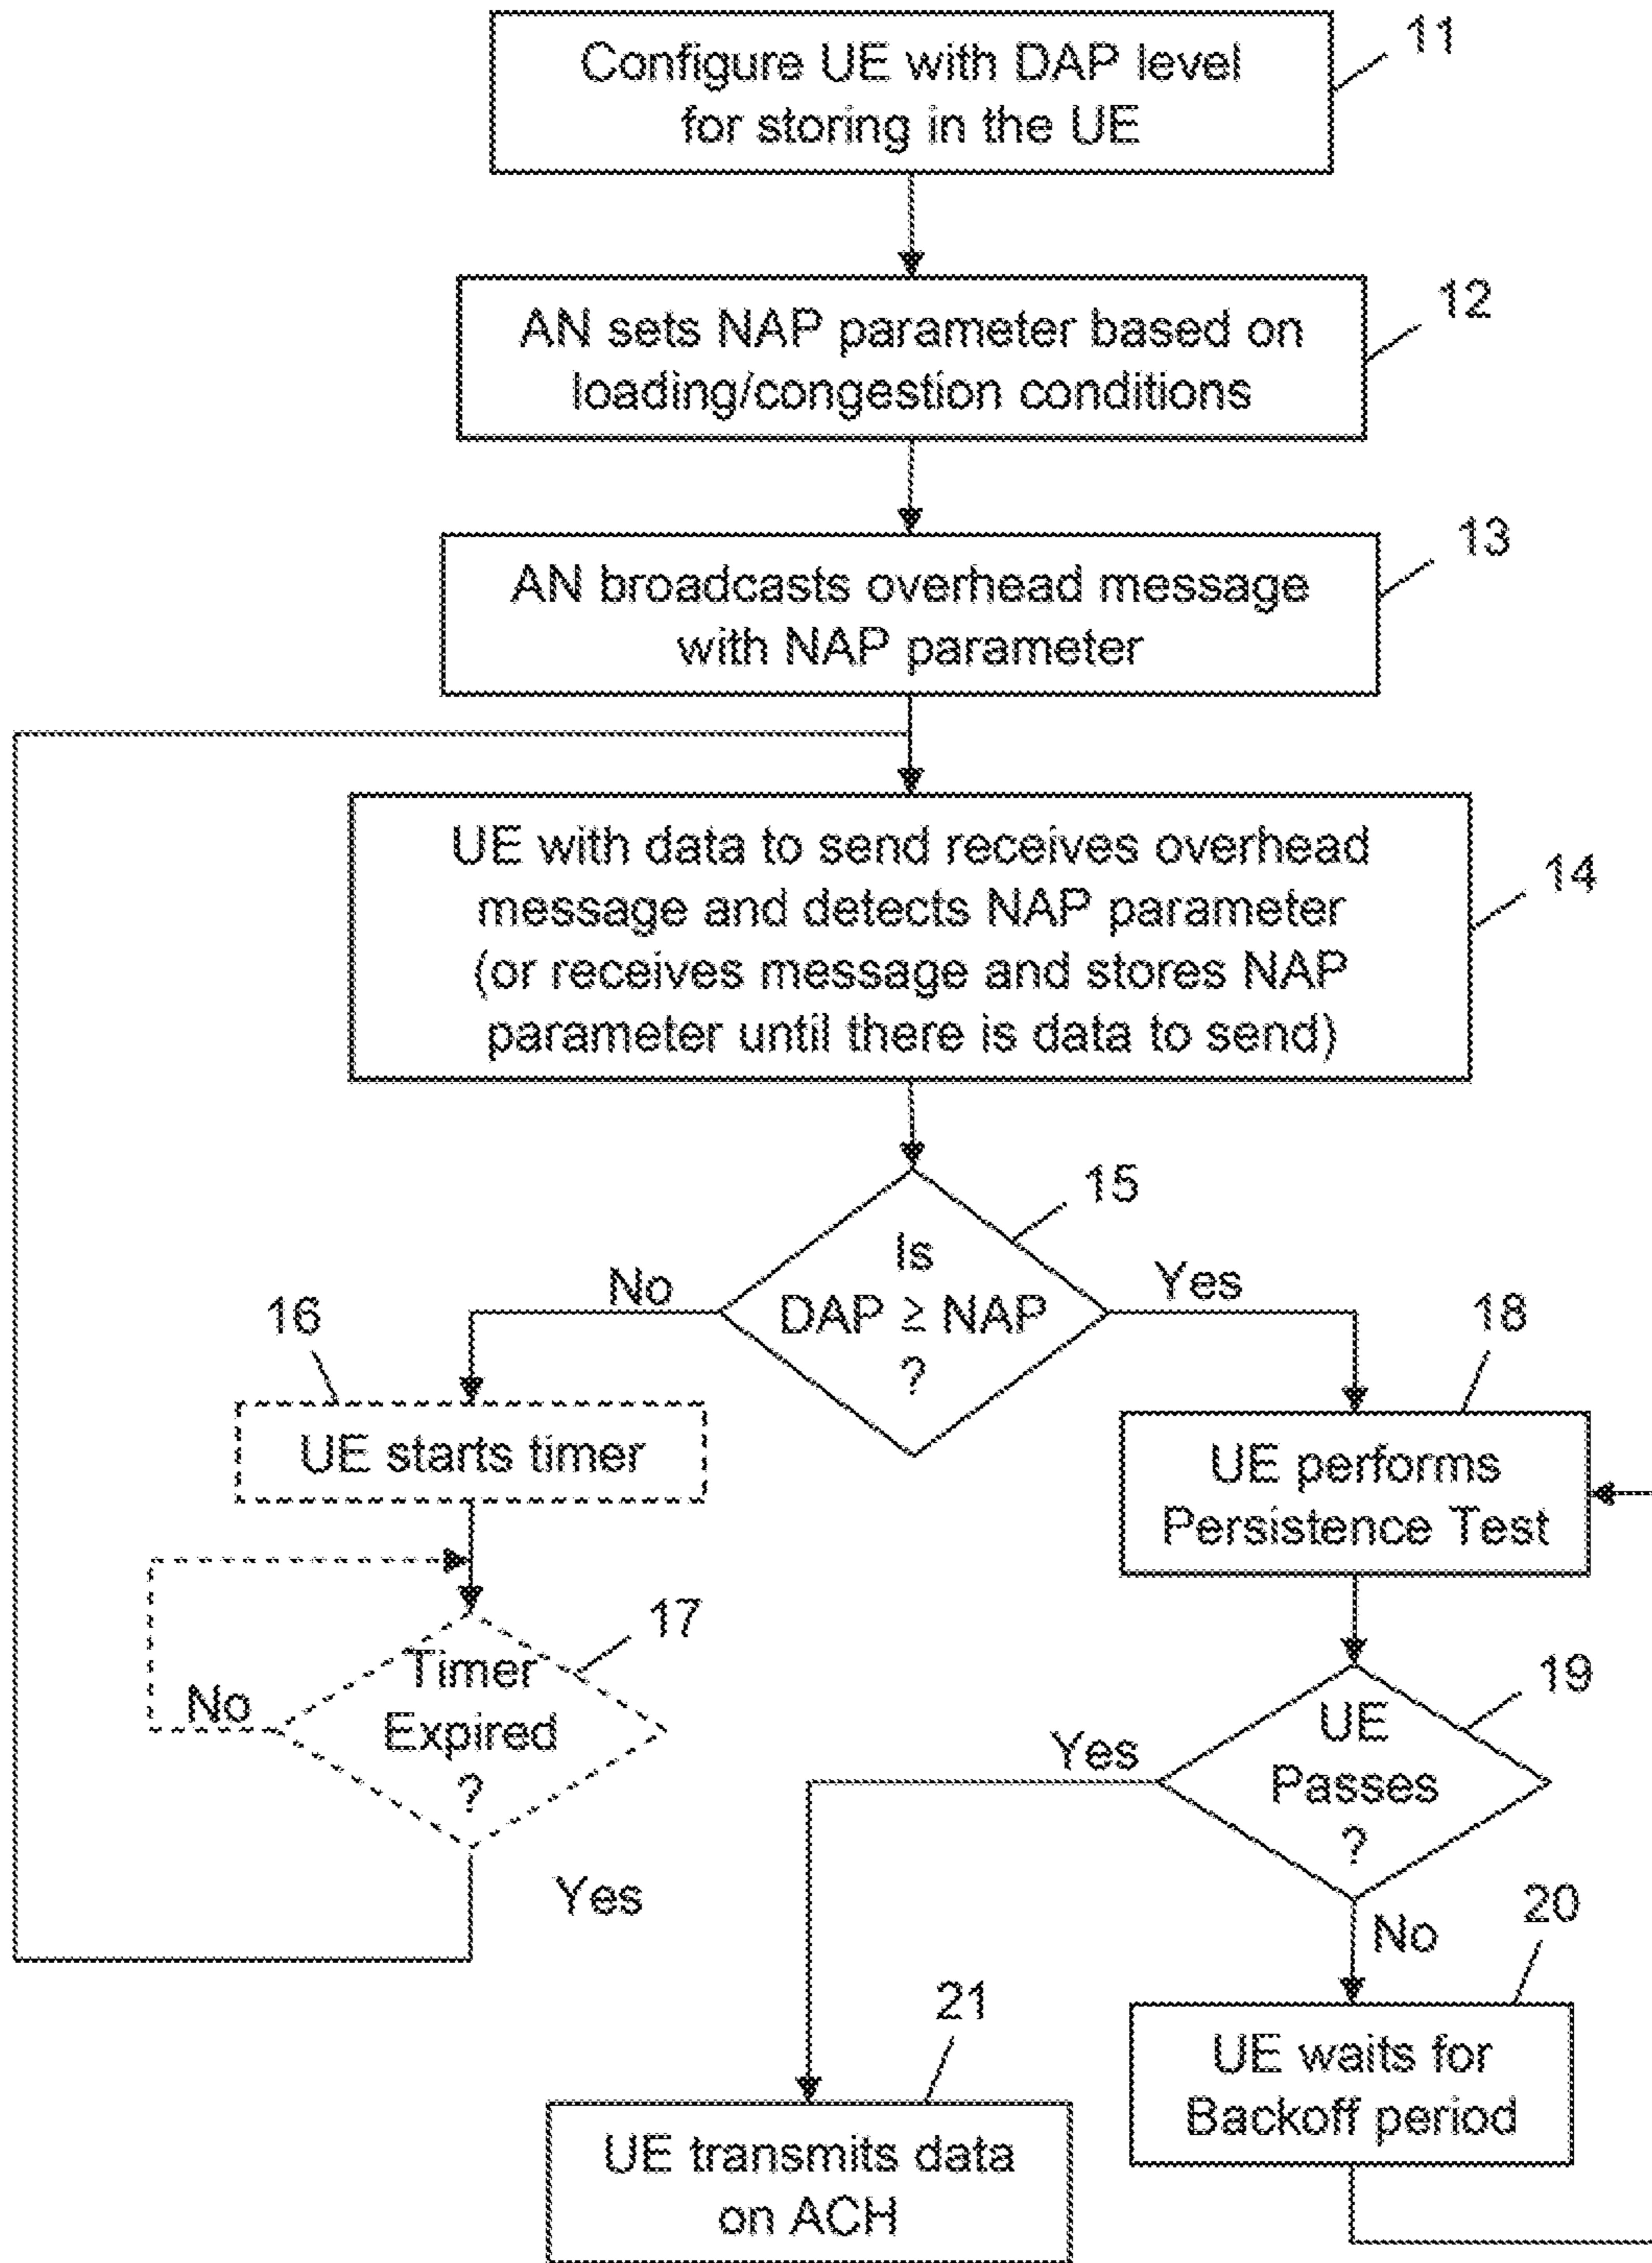 Configure UE with DAP level
for storing in the UE
11
AN sets NAP parameter based on
loading/congestion conditions
12
AN broadcasts overhead message
with NAP parameter
13
UE with data to send receives overhead
message and detects NAP parameter
(or receives message and stores NAP
parameter until there is data to send)
14
Is
DAP ≥ NAP
?
15
No
Yes
16
UE starts timer
18
UE performs
Persistence Test
Timer
Expired
?
17
No
Yes
UE
Passes
?
19
Yes
No
20
UE waits for
Backoff period
21
UE transmits data
on ACH